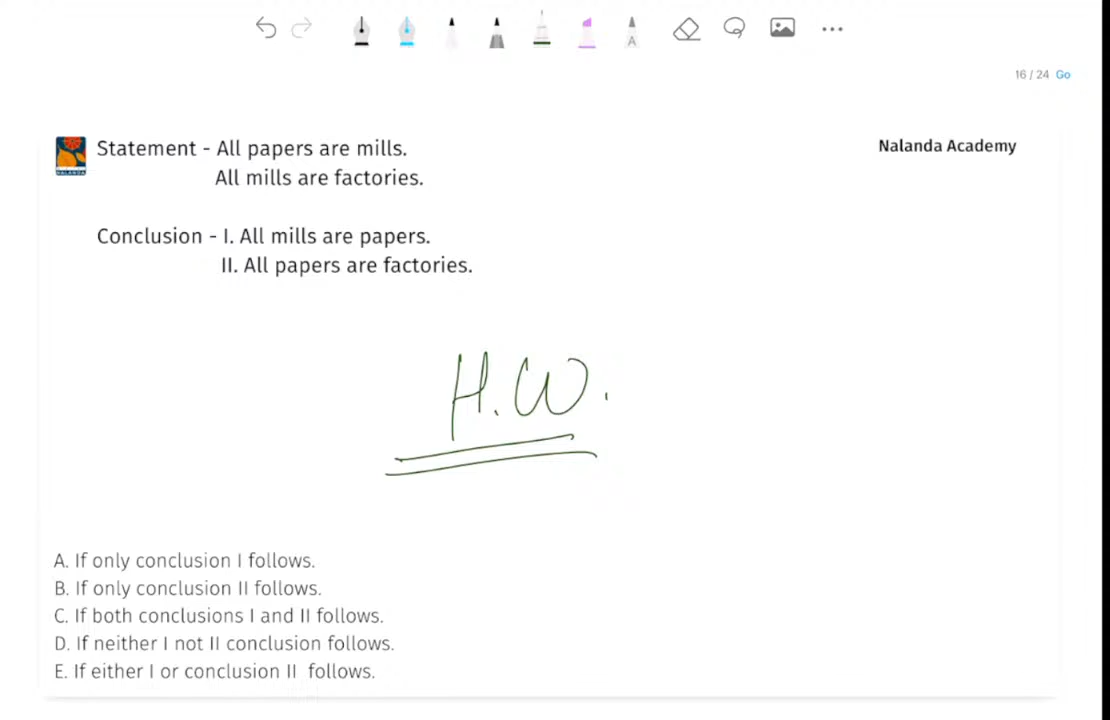 16 / 24 Go
Statement - All papers are mills.
Nalanda Academy
All mills are factories.
Conclusion - I. All mills are papers.
II. All papers are factories.
H.W.
A. If only conclusion I follows.
B. If only conclusion II follows.
C. If both conclusions I and II follows.
D. If neither I not II conclusion follows.
E. If either I or conclusion II follows.